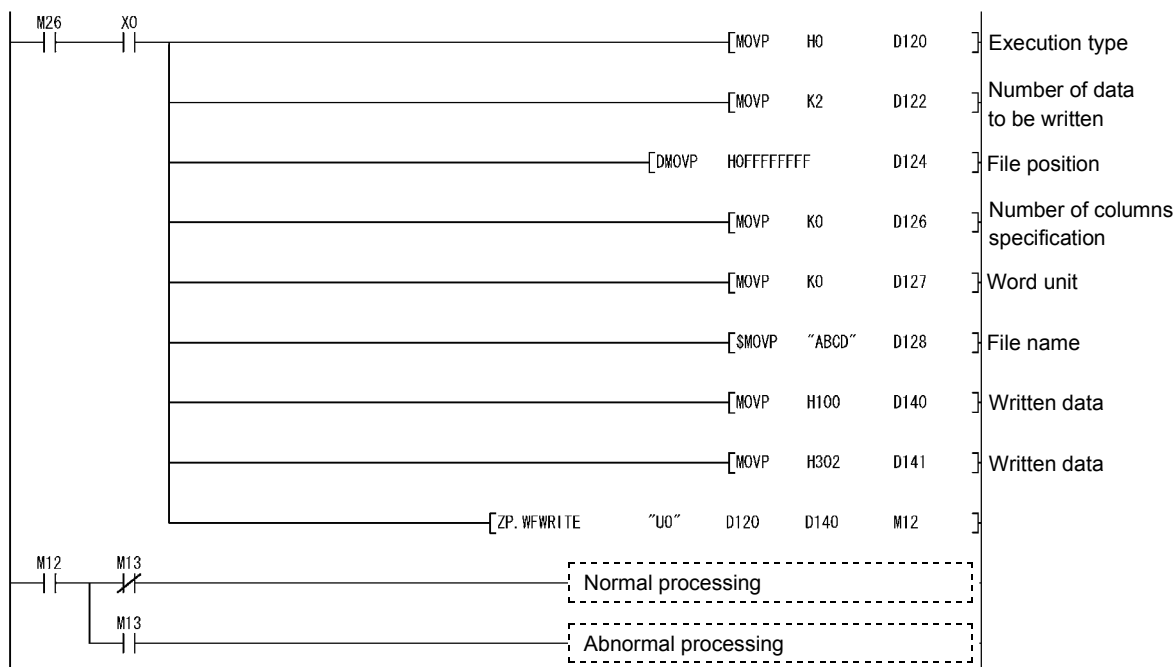 M26 X0
[MOVP H0 D120 ] Execution type
[MOVP K2 D122 ] Number of data
to be written
[DMOVP H0FFFFFFFF D124 ] File position
[MOVP K0 D126 ] Number of columns
specification
[MOVP K0 D127 ] Word unit
[$MOVP "ABCD" D128 ] File name
[MOVP H100 D140 ] Written data
[MOVP H302 D141 ] Written data
[ZP.WFWRITE "U0" D120 D140 M12 ]
M12 M13
Normal processing
M13
Abnormal processing